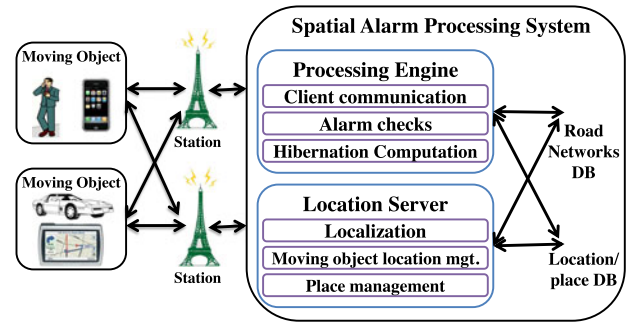 Spatial Alarm Processing System
Moving Object
Station
Moving Object
Station
Processing Engine
Client communication
Alarm checks
Hibernation Computation
Location Server
Localization
Moving object location mgt.
Place management
Road
Networks
DB
Location/
place DB